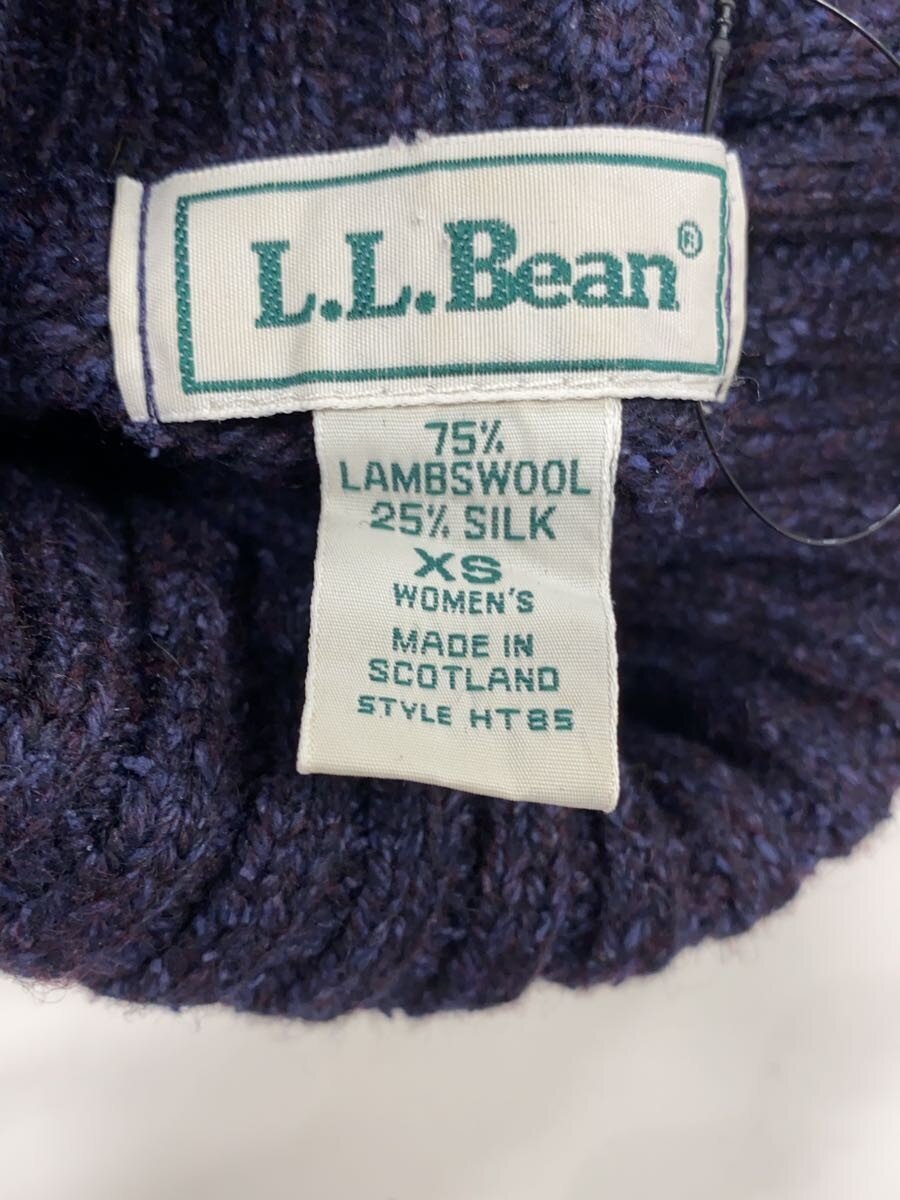 L.L.Bean®
75%
LAMBSWOOL
25% SILK
XS
WOMEN'S
MADE IN
SCOTLAND
STYLE HT85